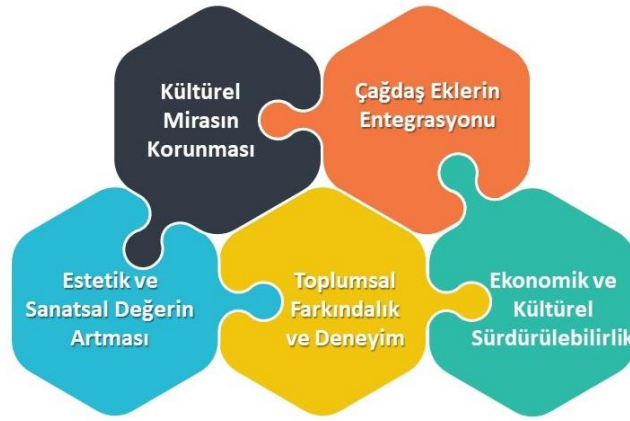 Kültürel
Mirasın
Korunması
Çağdaş Eklerin
Entegrasyonu
Estetik ve
Sanatsal Değerin
Artması
Toplumsal
Farkındalık
ve Deneyim
Ekonomik ve
Kültürel
Sürdürülebilirlik